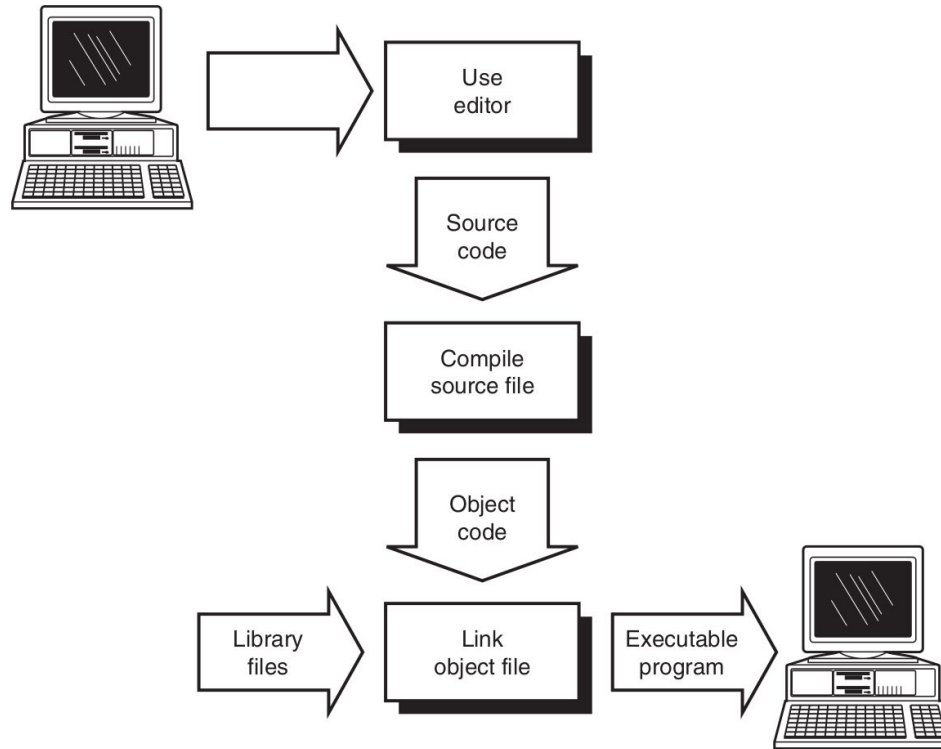 Use
editor
Source
code
Compile
source file
Object
code
Library
files
Link
object file
Executable
program